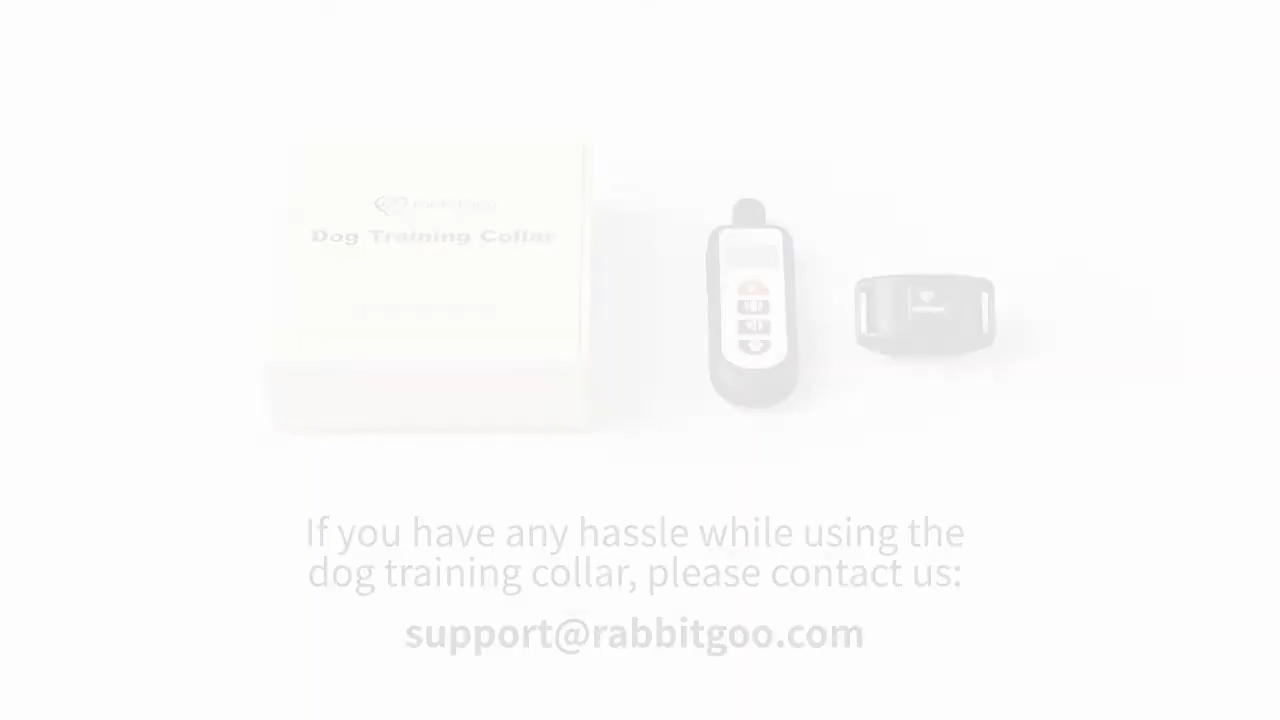 Dog Training Collar
If you have any hassle while using the
dog training collar, please contact us:
support@rabbitgoo.com